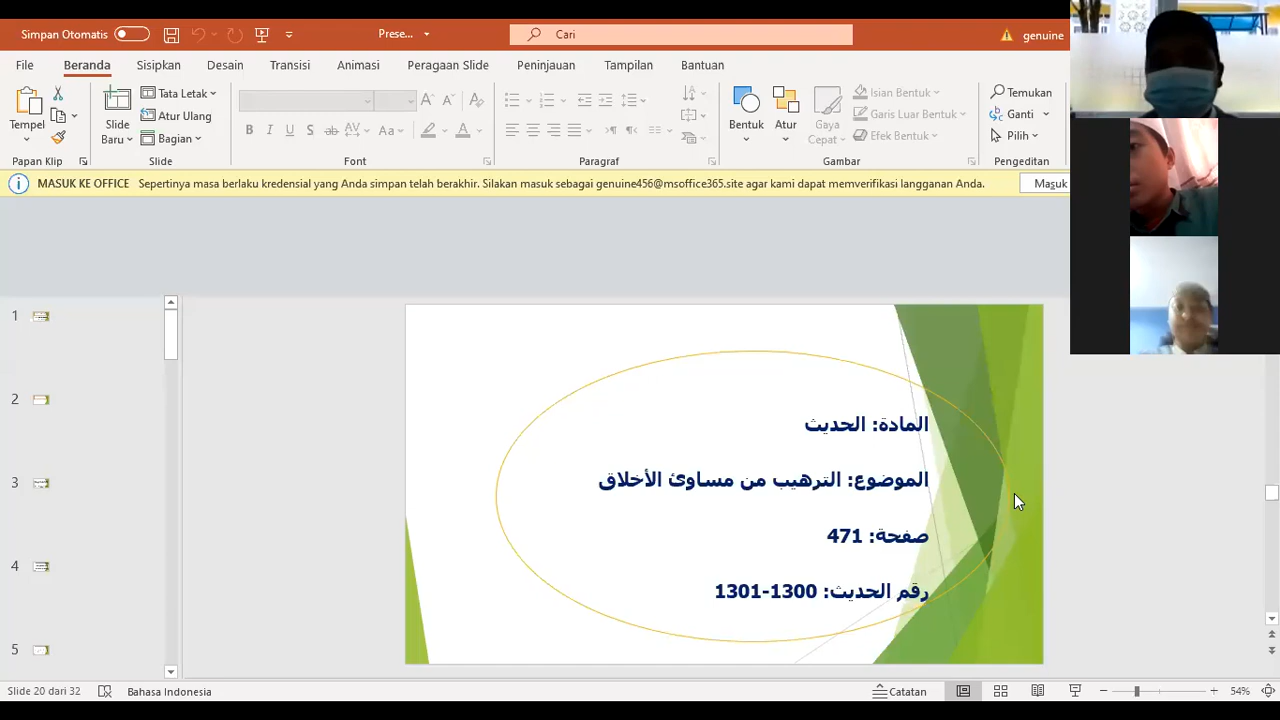 Simpan Otomatis
Prese...
Cari
genuine
File Beranda Sisipkan Desain Transisi Animasi Peragaan Slide Peninjauan Tampilan Bantuan
Tempel
Slide Baru
Tata Letak
Atur Ulang
Bagian
Bentuk
Atur
Gaya Cepat
Isian Bentuk
Garis Luar Bentuk
Efek Bentuk
Temukan
Ganti
Pilih
Papan Klip Slide Font Paragraf Gambar Pengeditan
MASUK KE OFFICE Sepertinya masa berlaku kredensial yang Anda simpan telah berakhir. Silakan masuk sebagai genuine456@msoffice365.site agar kami dapat memverifikasi langganan Anda. Masuk
1
2
3
4
5
المادة: الحديث
الموضوع: الترهيب من مساوئ الأخلاق
صفحة: 471
رقم الحديث: 1300-1301
Slide 20 dari 32 Bahasa Indonesia Catatan 54%